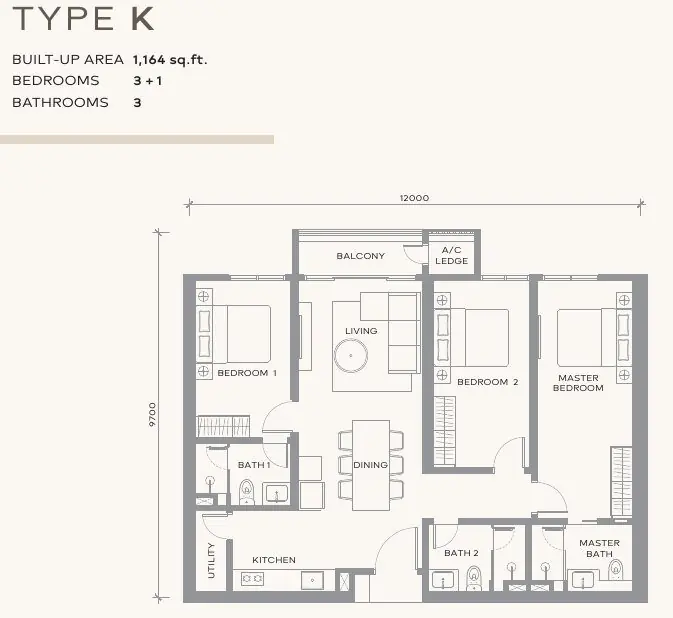 TYPE K
BUILT-UP AREA 1,164 sq.ft.
BEDROOMS 3 + 1
BATHROOMS 3
12000
BALCONY
A/C
LEDGE
LIVING
BEDROOM 1
BEDROOM 2
MASTER
BEDROOM
9700
BATH 1
DINING
UTILITY
KITCHEN
BATH 2
MASTER
BATH